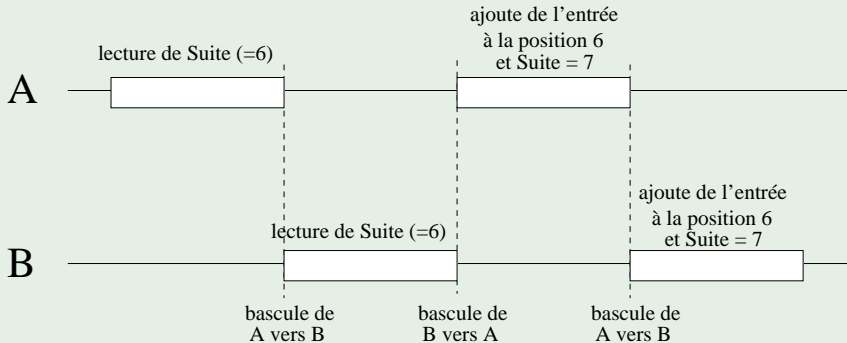 ajoute de l’entrée
à la position 6
et Suite = 7
lecture de Suite (=6)
A
ajoute de l’entrée
à la position 6
et Suite = 7
lecture de Suite (=6)
B
bascule de
A vers B
bascule de
B vers A
bascule de
A vers B